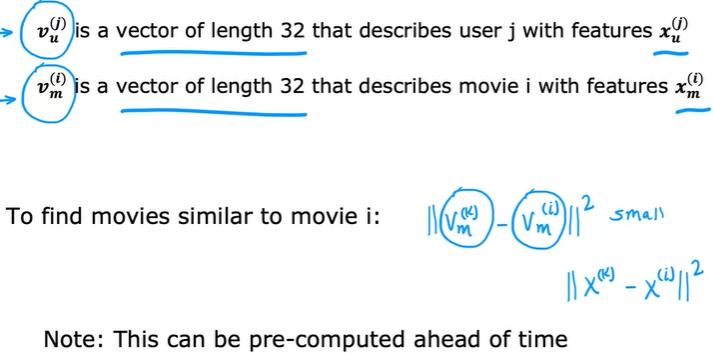 v_u^(j) is a vector of length 32 that describes user j with features x_u^(j)
v_m^(i) is a vector of length 32 that describes movie i with features x_m^(i)
To find movies similar to movie i: ||v_m^(k) - v_m^(i)||^2 small
||x^(k) - x^(i)||^2
Note: This can be pre-computed ahead of time